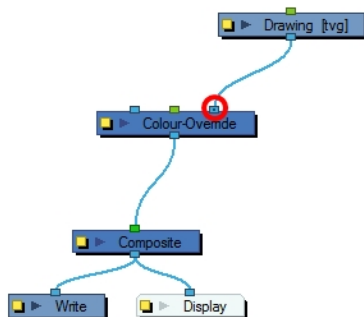 Drawing [tvg]
Colour-Override
Composite
Write
Display